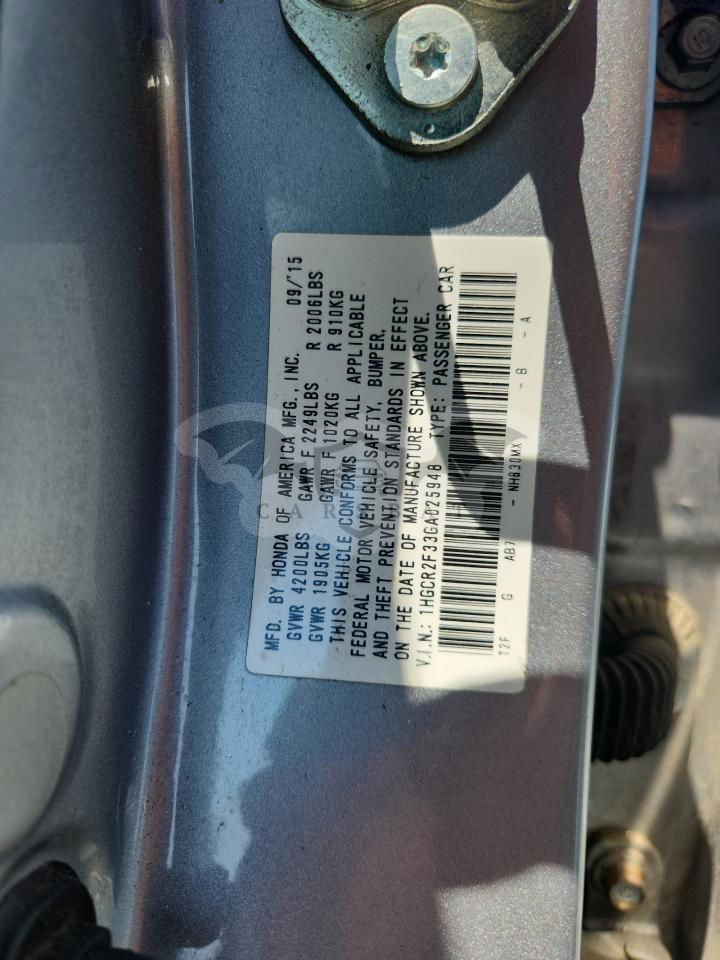 MFD. BY HONDA OF AMERICA MFG., INC. 09/'15
GVWR 4200LBS GAWR F 2249LBS R 2006LBS
GVWR 1905KG GAWR F 1020KG R 910KG
THIS VEHICLE CONFORMS TO ALL APPLICABLE
FEDERAL MOTOR VEHICLE SAFETY, BUMPER,
AND THEFT PREVENTION STANDARDS IN EFFECT
ON THE DATE OF MANUFACTURE SHOWN ABOVE.
V.I.N.: 1HGCR2F33GA025948 TYPE: PASSENGER CAR
T2F G AB7 - NH830MX - B - A
10